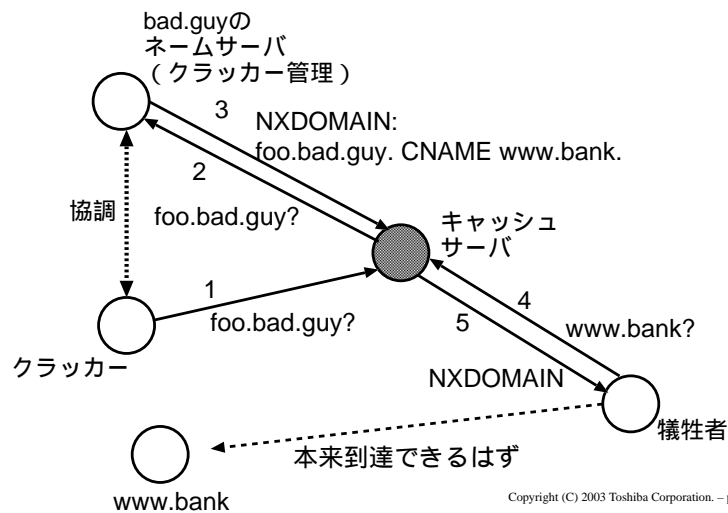 bad.guyの
ネームサーバ
（クラッカー管理）
3
NXDOMAIN:
foo.bad.guy. CNAME www.bank.
2
協調
foo.bad.guy?
キャッシュ
サーバ
1
foo.bad.guy?
4
5
www.bank?
クラッカー
NXDOMAIN
犠牲者
本来到達できるはず
www.bank
Copyright (C) 2003 Toshiba Corporation. – p